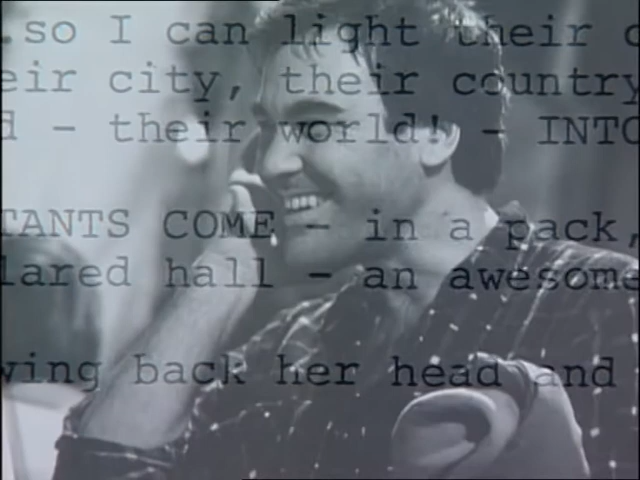 .so I can light their c
eir city, their country
d - their world! - INTO
TANTS COME - in a pack,
lared hall - an awesome
wing back her head and